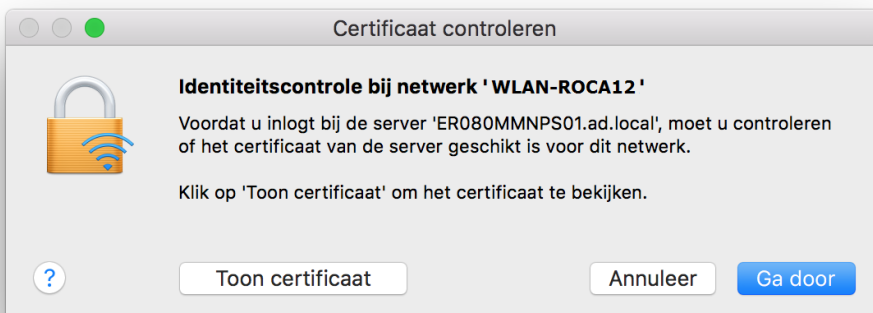 Certificaat controleren
Identiteitscontrole bij netwerk 'WLAN-ROCA12'
Voordat u inlogt bij de server 'ER080MMNPS01.ad.local', moet u controleren
of het certificaat van de server geschikt is voor dit netwerk.
Klik op 'Toon certificaat' om het certificaat te bekijken.
? Toon certificaat Annuleer Ga door